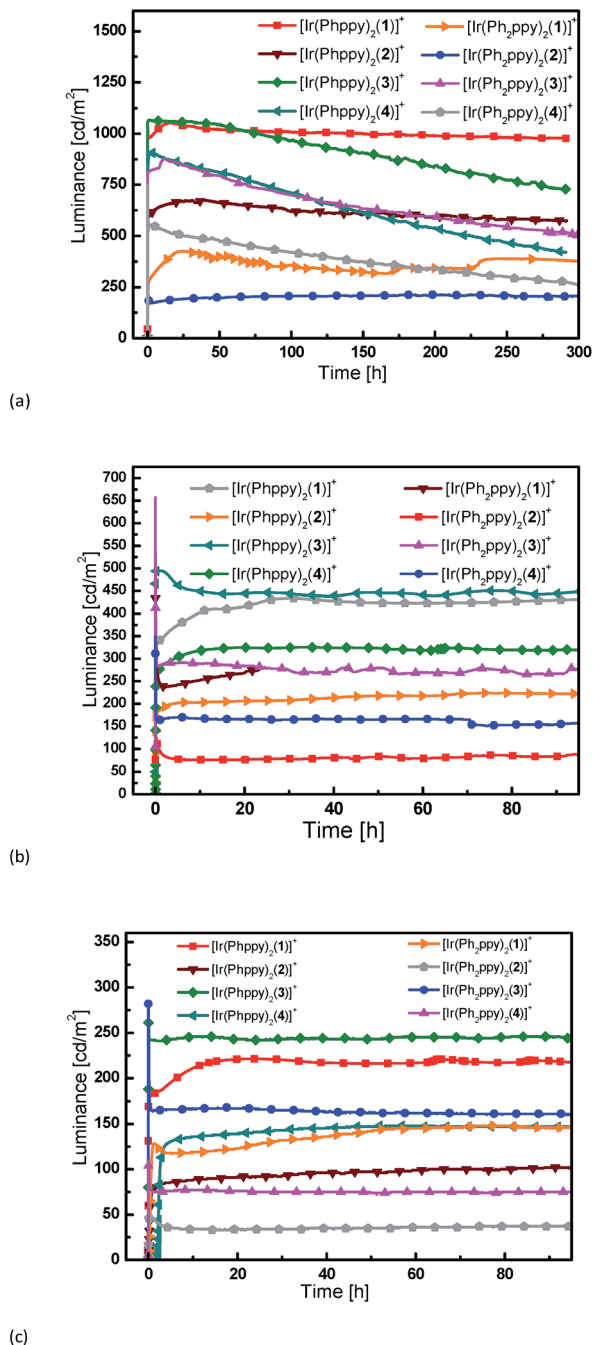 1500
1250
1000
750
500
250
0
Luminance [cd/m²]
[Ir(Phppy)₂(1)]⁺ [Ir(Ph₂ppy)₂(1)]⁺
[Ir(Phppy)₂(2)]⁺ [Ir(Ph₂ppy)₂(2)]⁺
[Ir(Phppy)₂(3)]⁺ [Ir(Ph₂ppy)₂(3)]⁺
[Ir(Phppy)₂(4)]⁺ [Ir(Ph₂ppy)₂(4)]⁺
0 50 100 150 200 250 300
Time [h]
(a)
700
650
600
550
500
450
400
350
300
250
200
150
100
50
0
Luminance [cd/m²]
[Ir(Phppy)₂(1)]⁺ [Ir(Ph₂ppy)₂(1)]⁺
[Ir(Phppy)₂(2)]⁺ [Ir(Ph₂ppy)₂(2)]⁺
[Ir(Phppy)₂(3)]⁺ [Ir(Ph₂ppy)₂(3)]⁺
[Ir(Phppy)₂(4)]⁺ [Ir(Ph₂ppy)₂(4)]⁺
0 20 40 60 80
Time [h]
(b)
350
300
250
200
150
100
50
0
Luminance [cd/m²]
[Ir(Phppy)₂(1)]⁺ [Ir(Ph₂ppy)₂(1)]⁺
[Ir(Phppy)₂(2)]⁺ [Ir(Ph₂ppy)₂(2)]⁺
[Ir(Phppy)₂(3)]⁺ [Ir(Ph₂ppy)₂(3)]⁺
[Ir(Phppy)₂(4)]⁺ [Ir(Ph₂ppy)₂(4)]⁺
0 20 40 60 80
Time [h]
(c)